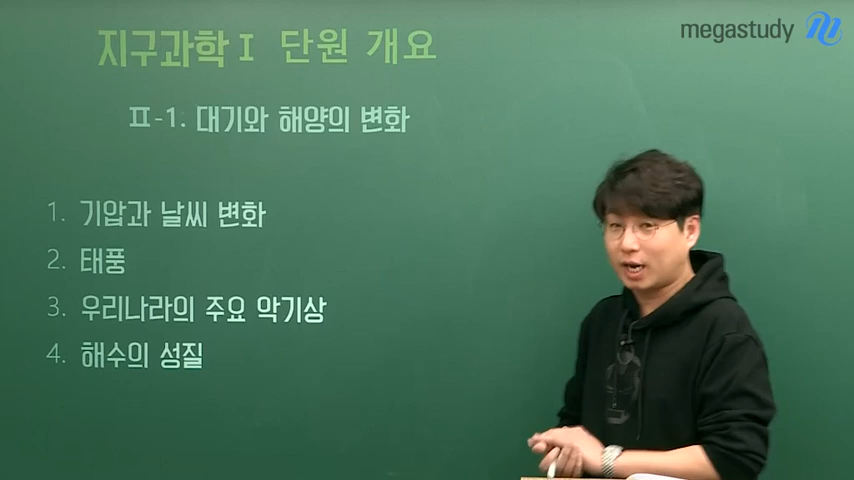 megastudy
지구과학Ⅰ 단원 개요
Ⅱ-1. 대기와 해양의 변화
1. 기압과 날씨 변화
2. 태풍
3. 우리나라의 주요 악기상
4. 해수의 성질